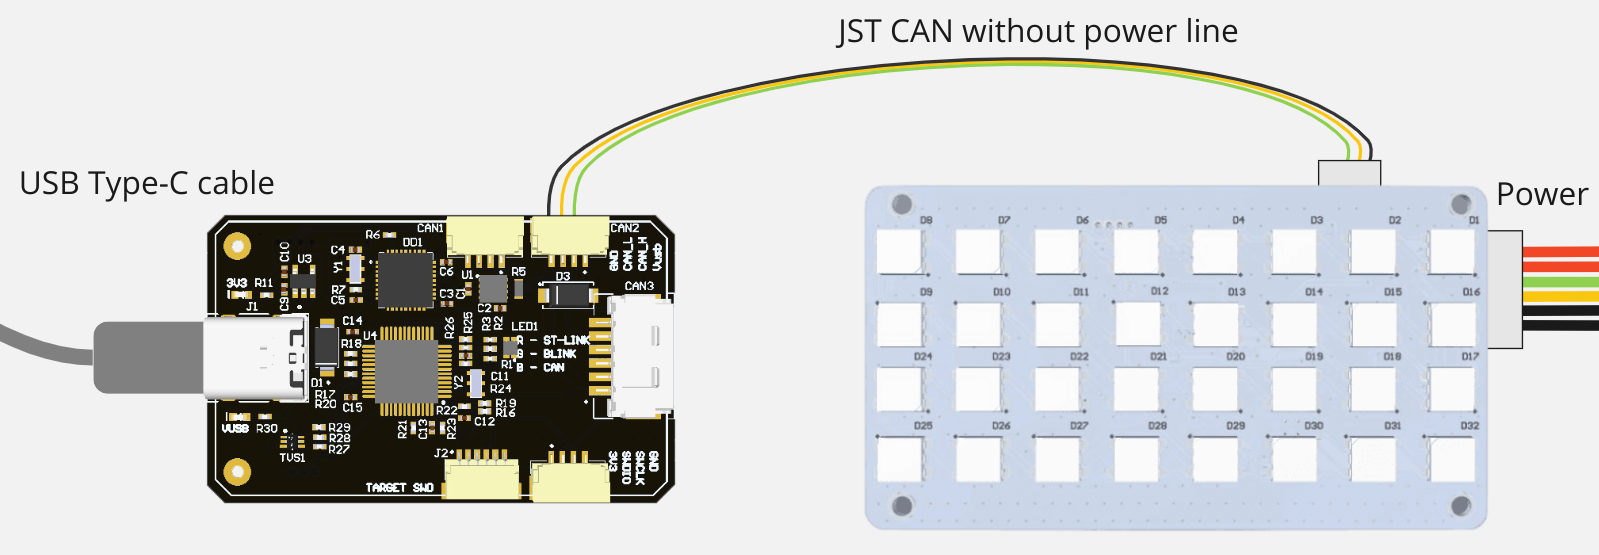 JST CAN without power line
USB Type-C cable
Power
CAN1
CAN2
R6
DD1
C4
Y1
C10
U3
C6
U1
R5
D3
GND
CAN_L
CAN_H
3V3
R11
C9
R7
C5
C1
C3
C2
CAN3
J1
C14
U4
R18
R26
R25
R3
R2
LED1
R - ST-LINK
G - BLINK
B - CAN
R1
D1
R17
R20
C15
Y2
C11
R24
R22
R19
R16
C12
VUSB
R30
R29
R28
R27
TVS1
R21
C13
R23
J2
TARGET SWD
3V3
SWDIO
SWCLK
GND
D8 D7 D6 D5 D4 D3 D2 D1
D9 D10 D11 D12 D13 D14 D15 D16
D24 D23 D22 D21 D20 D19 D18 D17
D25 D26 D27 D28 D29 D30 D31 D32